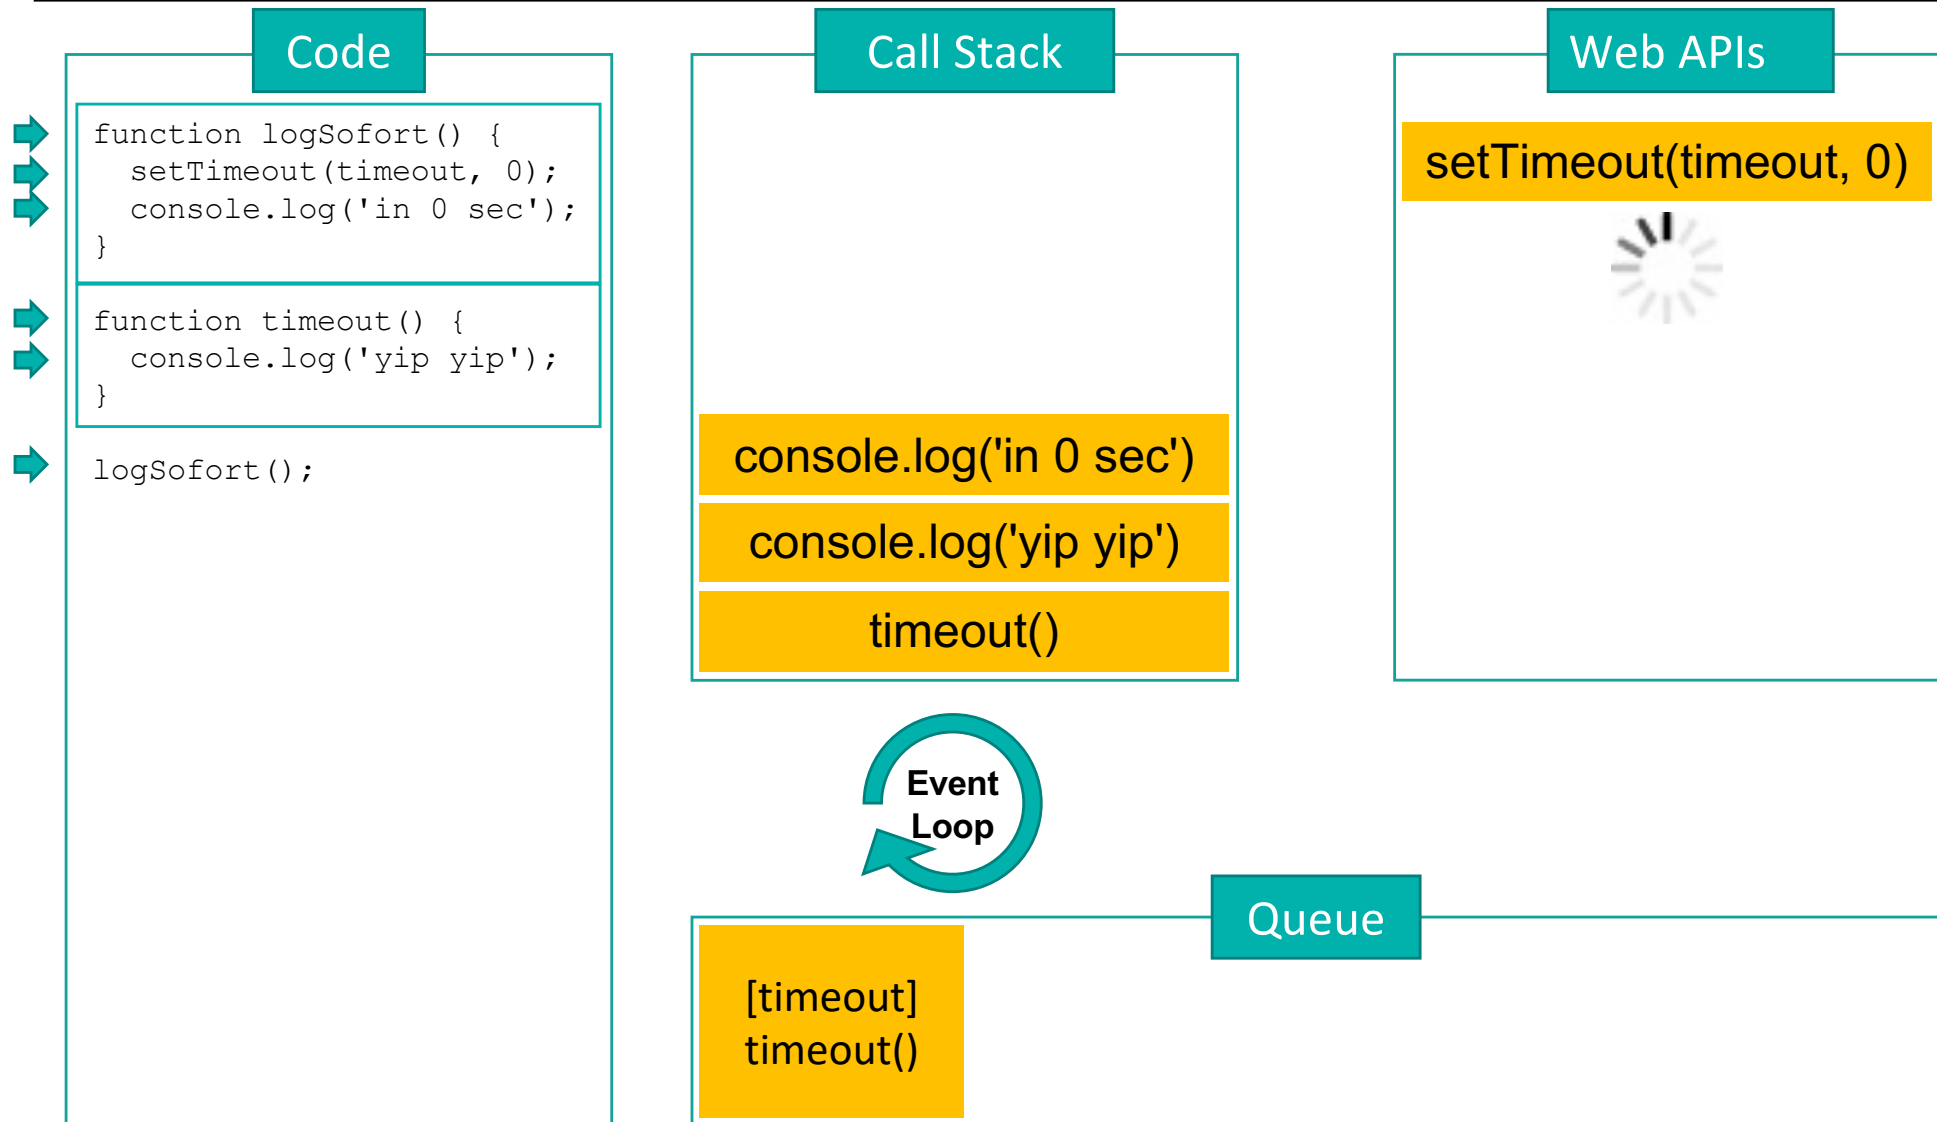 Code
function logSofort() {
  setTimeout(timeout, 0);
  console.log('in 0 sec');
}
function timeout() {
  console.log('yip yip');
}
logSofort();
Call Stack
console.log('in 0 sec')
console.log('yip yip')
timeout()
Web APIs
setTimeout(timeout, 0)
Event
Loop
Queue
[timeout]
timeout()